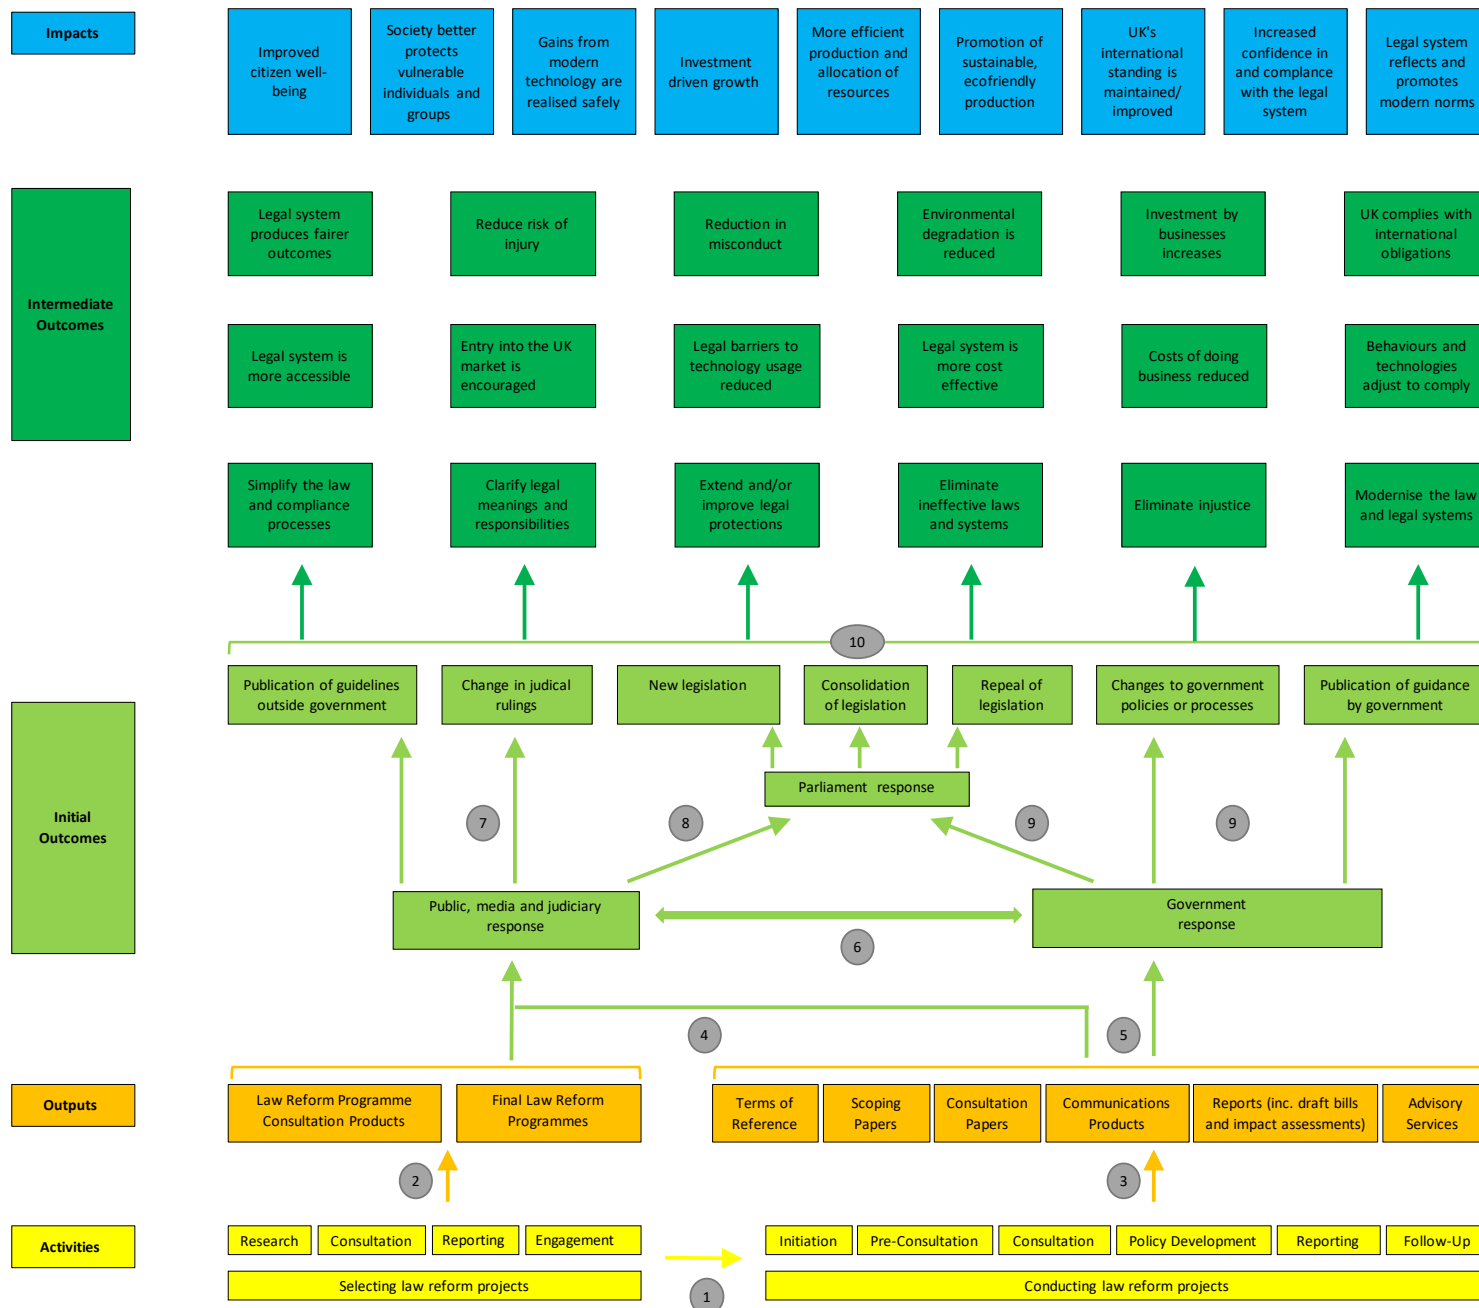 Impacts
Improved
citizen well-
being
Society better
protects
vulnerable
individuals and
groups
Gains from
modern
technology are
realised safely
Investment
driven growth
More efficient
production and
allocation of
resources
Promotion of
sustainable,
ecofriendly
production
UK's
international
standing is
maintained/
improved
Increased
confidence in
and complance
with the legal
system
Legal system
reflects and
promotes
modern norms
Intermediate
Outcomes
Legal system
produces fairer
outcomes
Reduce risk of
injury
Reduction in
misconduct
Environmental
degradation is
reduced
Investment by
businesses
increases
UK complies with
international
obligations
Legal system is
more accessible
Entry into the UK
market is
encouraged
Legal barriers to
technology usage
reduced
Legal system is
more cost
effective
Costs of doing
business reduced
Behaviours and
technologies
adjust to comply
Simplify the law
and compliance
processes
Clarify legal
meanings and
responsibilities
Extend and/or
improve legal
protections
Eliminate
ineffective laws
and systems
Eliminate injustice
Modernise the law
and legal systems
10
Initial
Outcomes
Publication of guidelines
outside government
Change in judical
rulings
New legislation
Consolidation
of legislation
Repeal of
legislation
Changes to government
policies or processes
Publication of guidance
by government
Parliament response
7
8
9
9
Public, media and judiciary
response
Government
response
6
4
5
Outputs
Law Reform Programme
Consultation Products
Final Law Reform
Programmes
Terms of
Reference
Scoping
Papers
Consultation
Papers
Communications
Products
Reports (inc. draft bills
and impact assessments)
Advisory
Services
2
3
Activities
Research
Consultation
Reporting
Engagement
Initiation
Pre-Consultation
Consultation
Policy Development
Reporting
Follow-Up
Selecting law reform projects
1
Conducting law reform projects